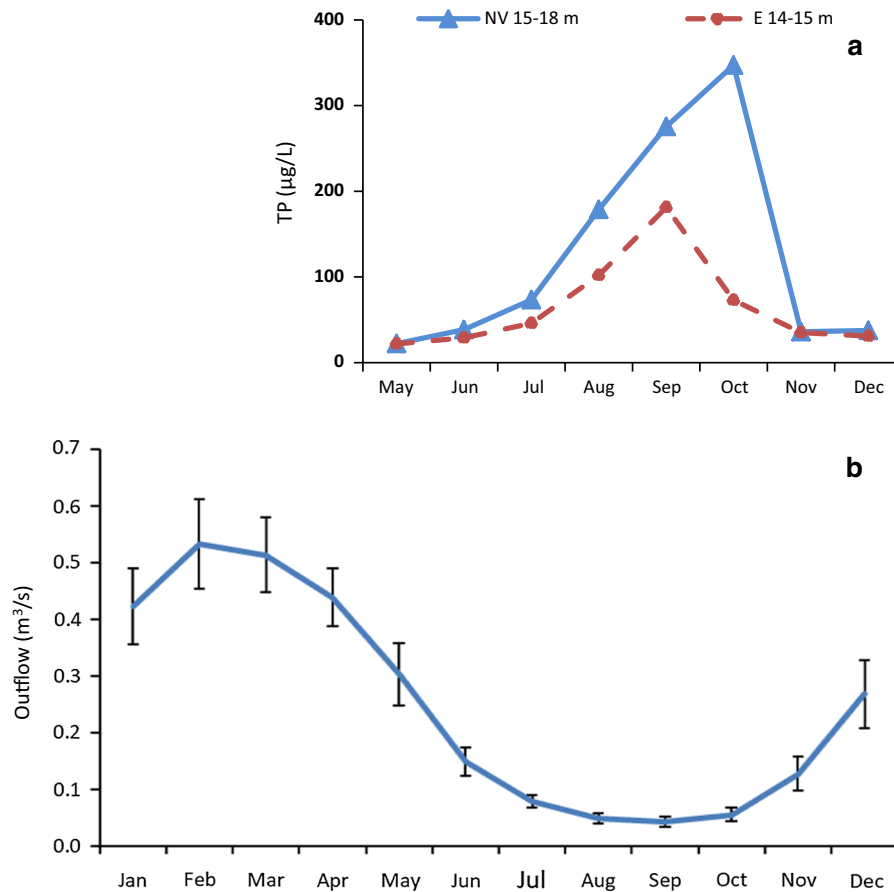 NV 15-18 m E 14-15 m
a
400
300
200
100
0
TP (µg/L)
May Jun Jul Aug Sep Oct Nov Dec
b
0.7
0.6
0.5
0.4
0.3
0.2
0.1
0.0
Outflow (m³/s)
Jan Feb Mar Apr May Jun Jul Aug Sep Oct Nov Dec